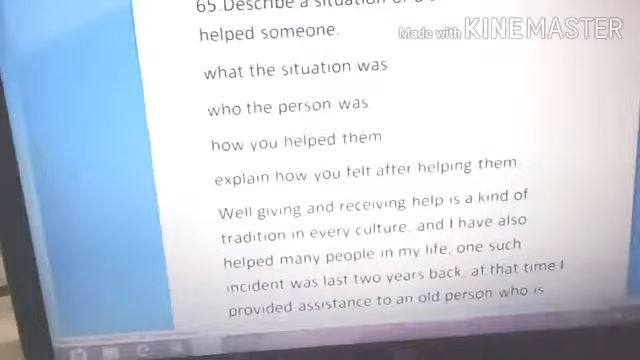 65.Describe a situation
helped someone.
Made with KINEMASTER
what the situation was
who the person was
how you helped them
explain how you felt after helping them
Well giving and receiving help is a kind of
tradition in every culture, and I have also
helped many people in my life, one such
incident was last two years back, at that time I
provided assistance to an old person who is